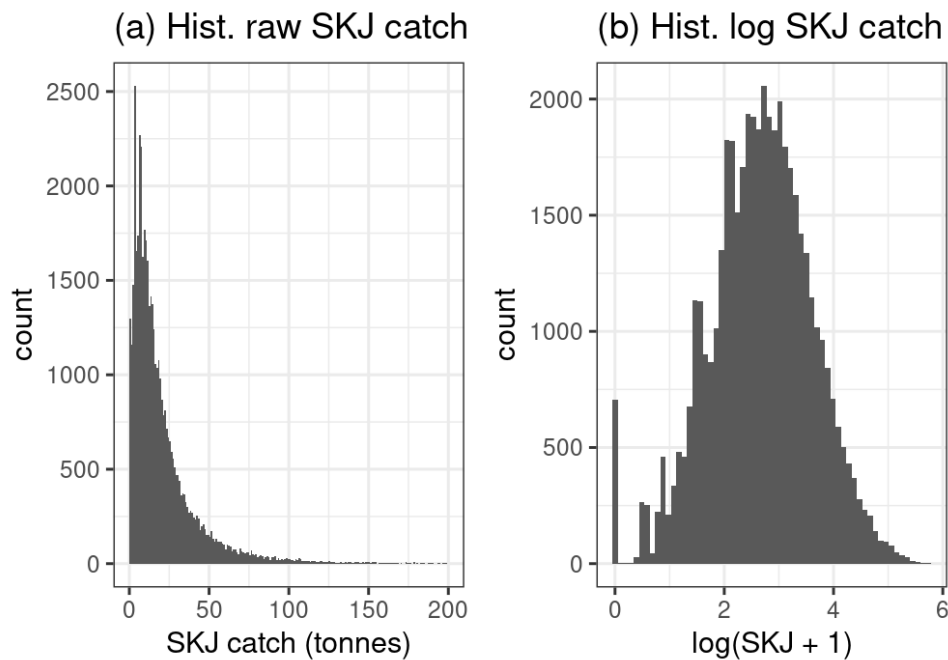 (a) Hist. raw SKJ catch
2500
2000
1500
1000
500
0
count
0 50 100 150 200
SKJ catch (tonnes)
(b) Hist. log SKJ catch
2000
1500
1000
500
0
count
0 2 4 6
log(SKJ + 1)